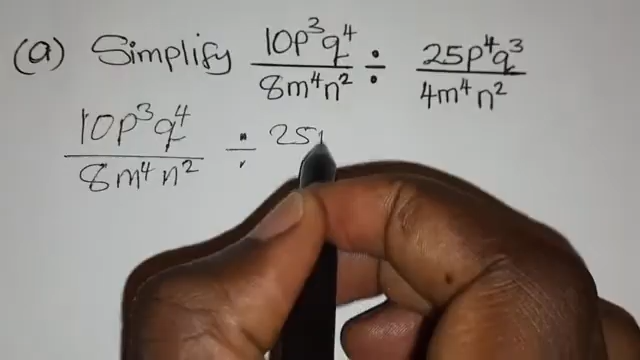 (a) Simplify 10p³q⁴/8m⁴n² ÷ 25p⁴q³/4m⁴n²
10p³q⁴/8m⁴n² ÷ 25